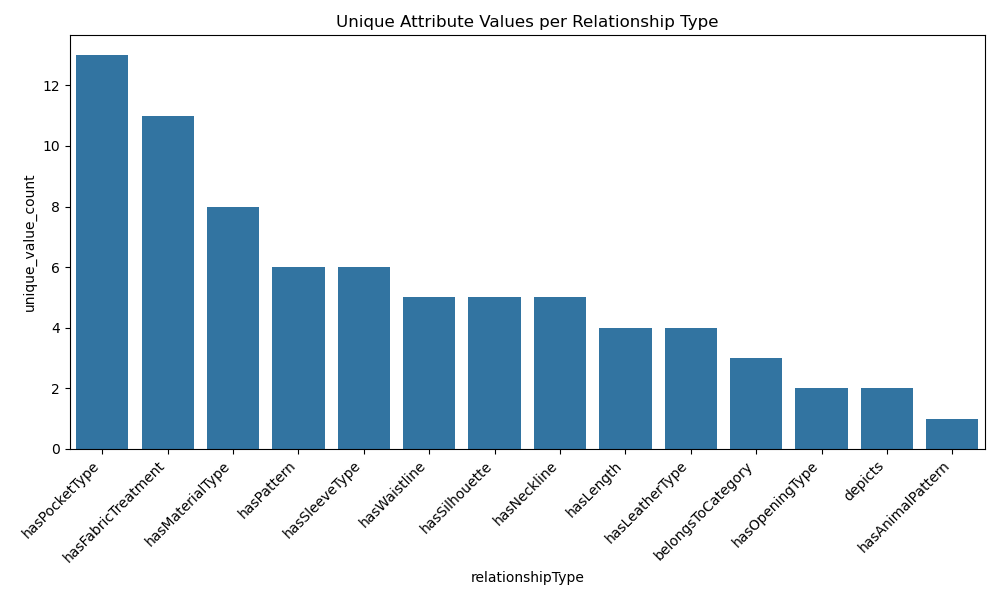 Unique Attribute Values per Relationship Type
unique_value_count
12
10
8
6
4
2
0
hasPocketType
hasFabricTreatment
hasMaterialType
hasPattern
hasSleeveType
hasWaistline
hasSilhouette
hasNeckline
hasLength
hasLeatherType
belongsToCategory
hasOpeningType
depicts
hasAnimalPattern
relationshipType